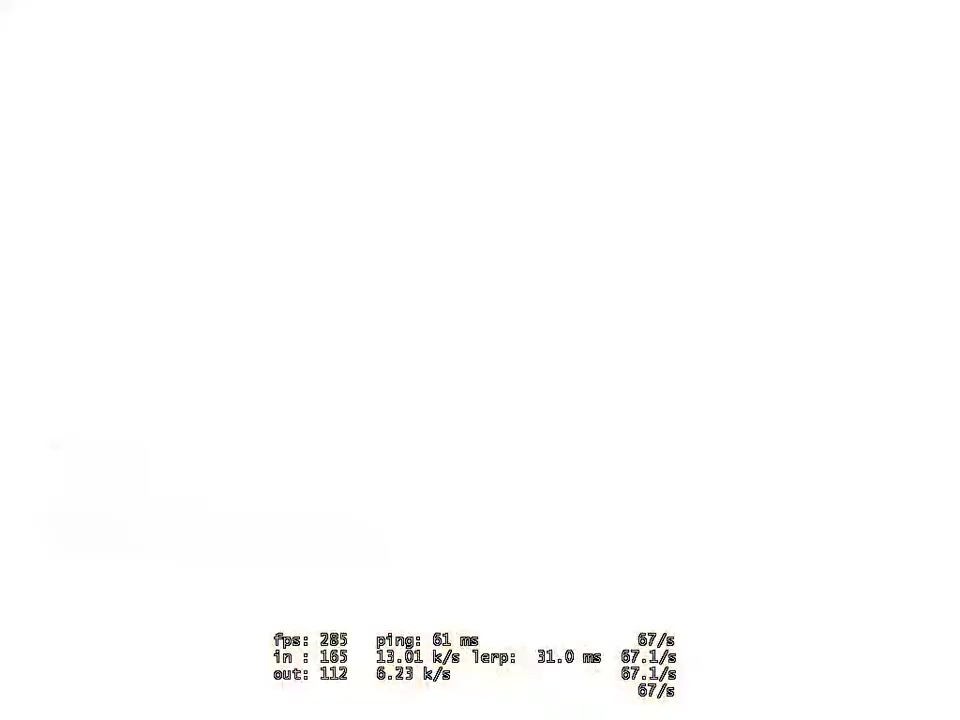 fps: 285 ping: 61 ms 67/s
in : 165 13.01 k/s lerp: 31.0 ms 67.1/s
out: 112 6.23 k/s 67.1/s
67/s